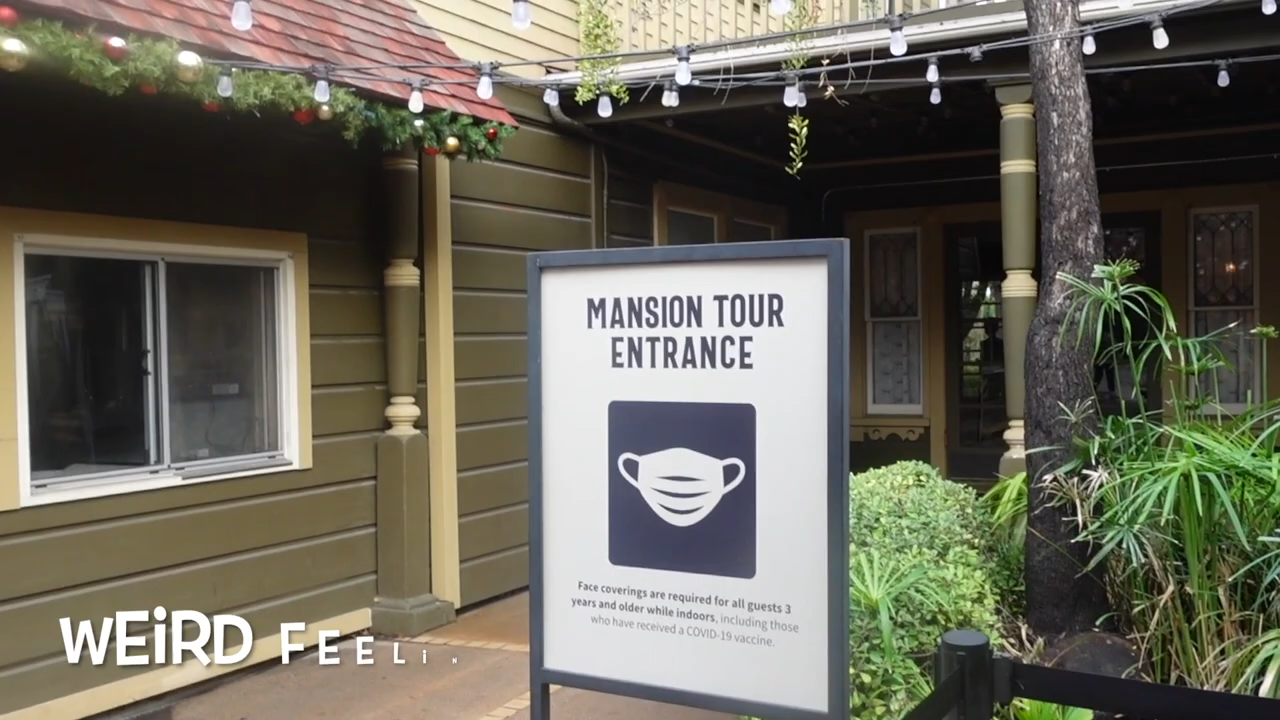 MANSION TOUR
ENTRANCE
Face coverings are required for all guests 3
years and older while indoors, including those
who have received a COVID-19 vaccine.
WEiRD FEELiN